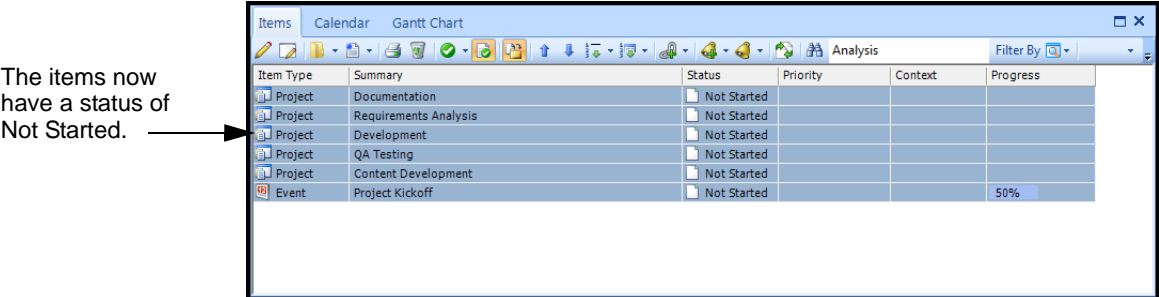 Items Calendar Gantt Chart
Analysis Filter By
The items now
have a status of
Not Started.
Item Type Summary Status Priority Context Progress
Project Documentation Not Started
Project Requirements Analysis Not Started
Project Development Not Started
Project QA Testing Not Started
Project Content Development Not Started
Event Project Kickoff Not Started 50%